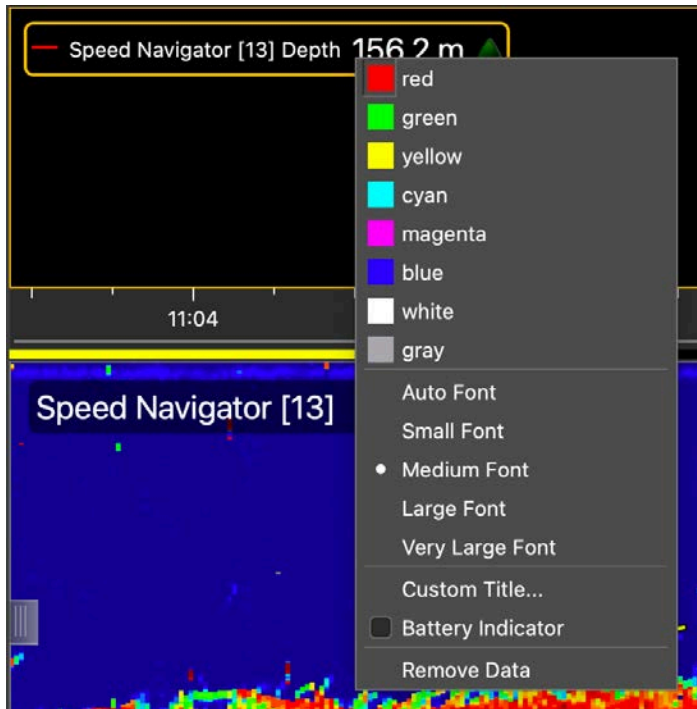 Speed Navigator [13] Depth 156.2 m
red
green
yellow
cyan
magenta
blue
white
gray
11:04
Speed Navigator [13]
Auto Font
Small Font
Medium Font
Large Font
Very Large Font
Custom Title...
Battery Indicator
Remove Data